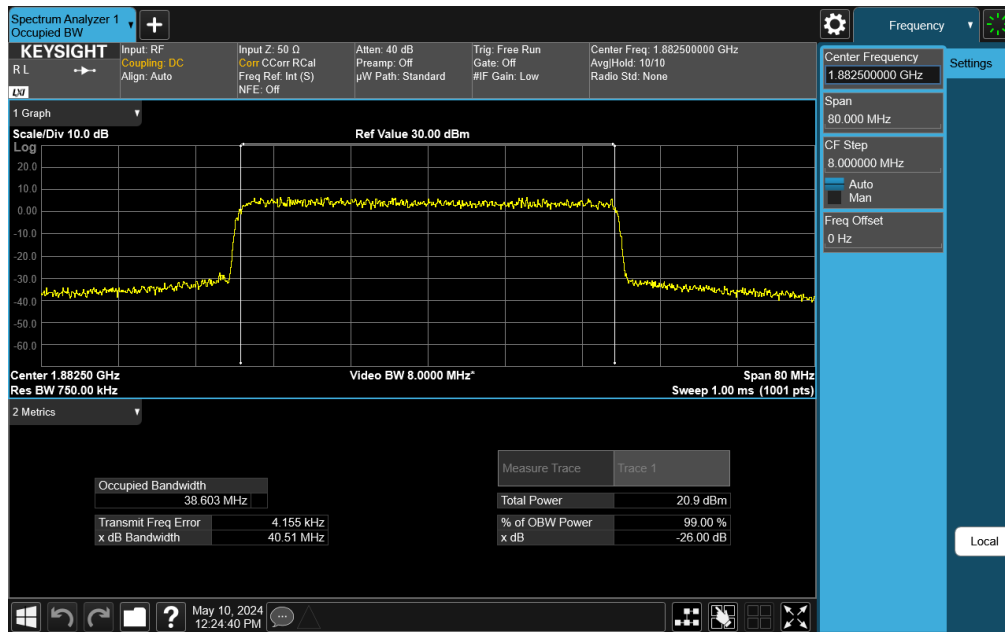 Spectrum Analyzer 1
Occupied BW
Frequency
KEYSIGHT
R L
LXI
Input: RF
Coupling: DC
Align: Auto
Input Z: 50 Ω
Corr CCorr RCal
Freq Ref: Int (S)
NFE: Off
Atten: 40 dB
Preamp: Off
µW Path: Standard
Trig: Free Run
Gate: Off
#IF Gain: Low
Center Freq: 1.882500000 GHz
Avg|Hold: 10/10
Radio Std: None
Center Frequency
1.882500000 GHz
Settings
Span
80.000 MHz
CF Step
8.000000 MHz
Auto
Man
Freq Offset
0 Hz
1 Graph
Scale/Div 10.0 dB
Ref Value 30.00 dBm
Log
20.0
10.0
0.00
-10.0
-20.0
-30.0
-40.0
-50.0
-60.0
Center 1.88250 GHz
Video BW 8.0000 MHz*
Span 80 MHz
Res BW 750.00 kHz
Sweep 1.00 ms (1001 pts)
2 Metrics
Measure Trace Trace 1
Occupied Bandwidth
38.603 MHz
Total Power 20.9 dBm
Transmit Freq Error 4.155 kHz
% of OBW Power 99.00 %
x dB Bandwidth 40.51 MHz
x dB -26.00 dB
Local
May 10, 2024
12:24:40 PM